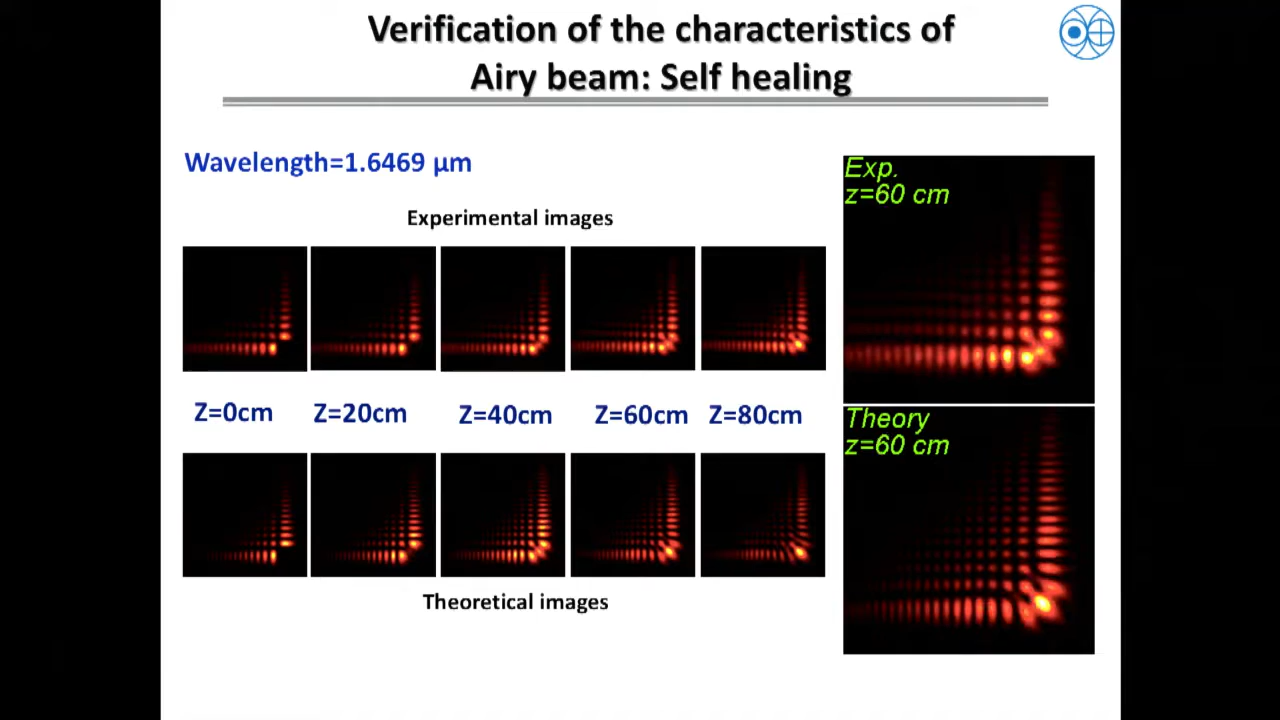 Verification of the characteristics of
Airy beam: Self healing
Wavelength=1.6469 µm
Experimental images
Z=0cm
Z=20cm
Z=40cm
Z=60cm
Z=80cm
Theoretical images
Exp.
z=60 cm
Theory
z=60 cm